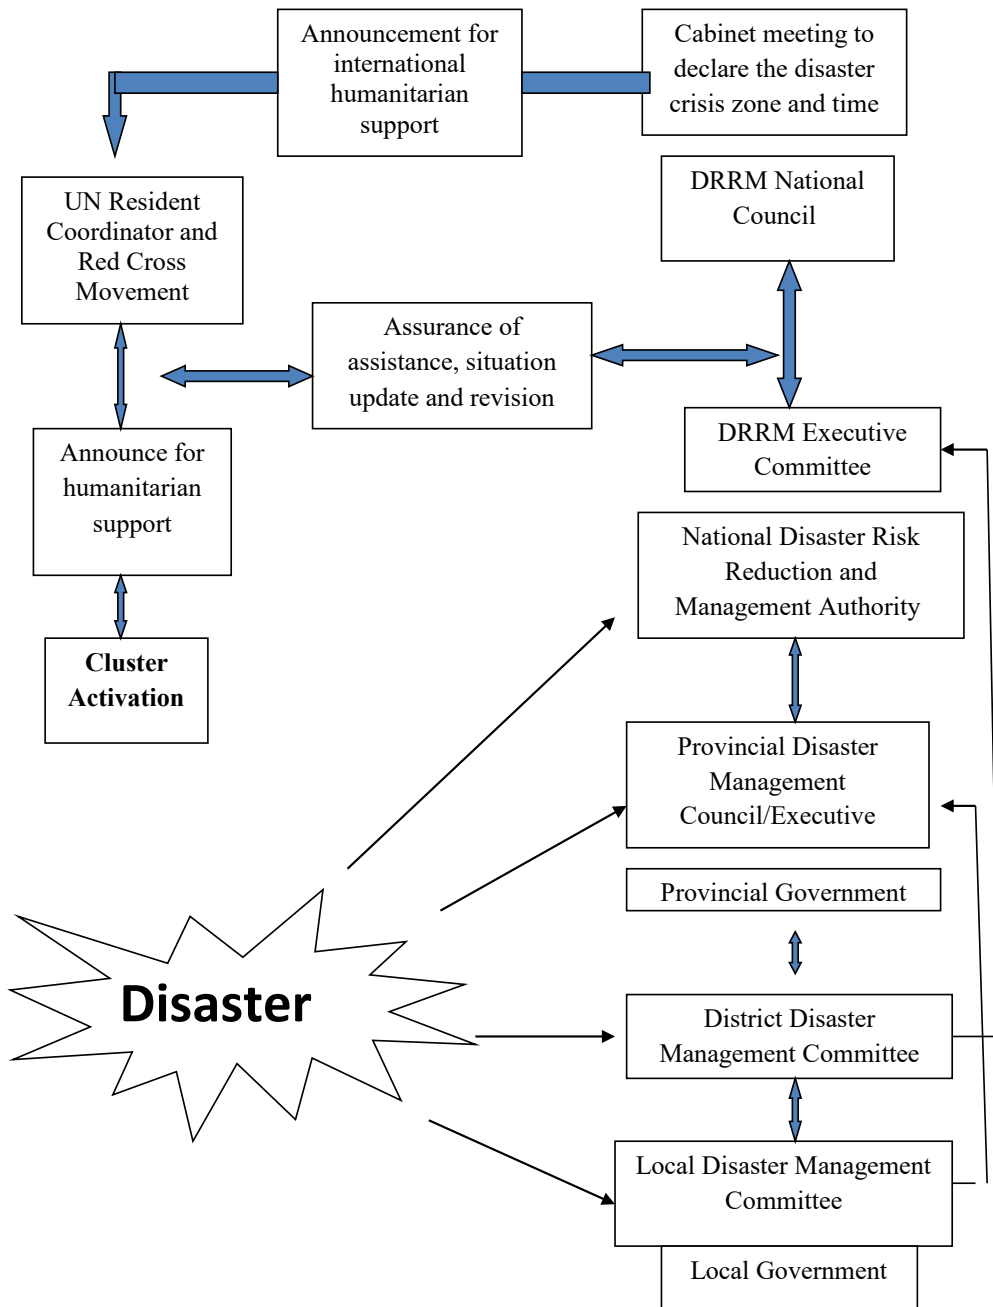 Announcement for
international
humanitarian
support
Cabinet meeting to
declare the disaster
crisis zone and time
UN Resident
Coordinator and
Red Cross
Movement
DRRM National
Council
Assurance of
assistance, situation
update and revision
DRRM Executive
Committee
Announce for
humanitarian
support
National Disaster Risk
Reduction and
Management Authority
Cluster
Activation
Provincial Disaster
Management
Council/Executive
Provincial Government
Disaster
District Disaster
Management Committee
Local Disaster Management
Committee
Local Government